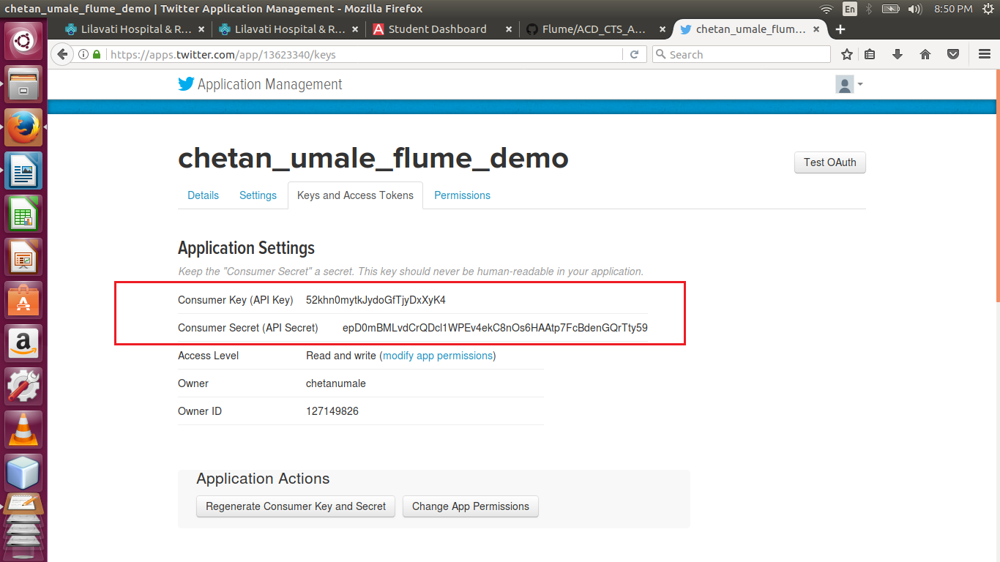 chetan_umale_flume_demo | Twitter Application Management - Mozilla Firefox
En
8:50 PM
Lilavati Hospital & R...
Lilavati Hospital & R...
Student Dashboard
Flume/ACD_CTS_A...
chetan_umale_flum...
https://apps.twitter.com/app/13623340/keys
Search
Application Management
chetan_umale_flume_demo
Test OAuth
Details
Settings
Keys and Access Tokens
Permissions
Application Settings
Keep the "Consumer Secret" a secret. This key should never be human-readable in your application.
Consumer Key (API Key) 52khn0mytkJydoGfTjyDxXyK4
Consumer Secret (API Secret) epD0mBMLvdCrQDcl1WPEv4ekC8nOs6HAAtp7FcBdenGQrTty59
Access Level Read and write (modify app permissions)
Owner chetanumale
Owner ID 127149826
Application Actions
Regenerate Consumer Key and Secret
Change App Permissions